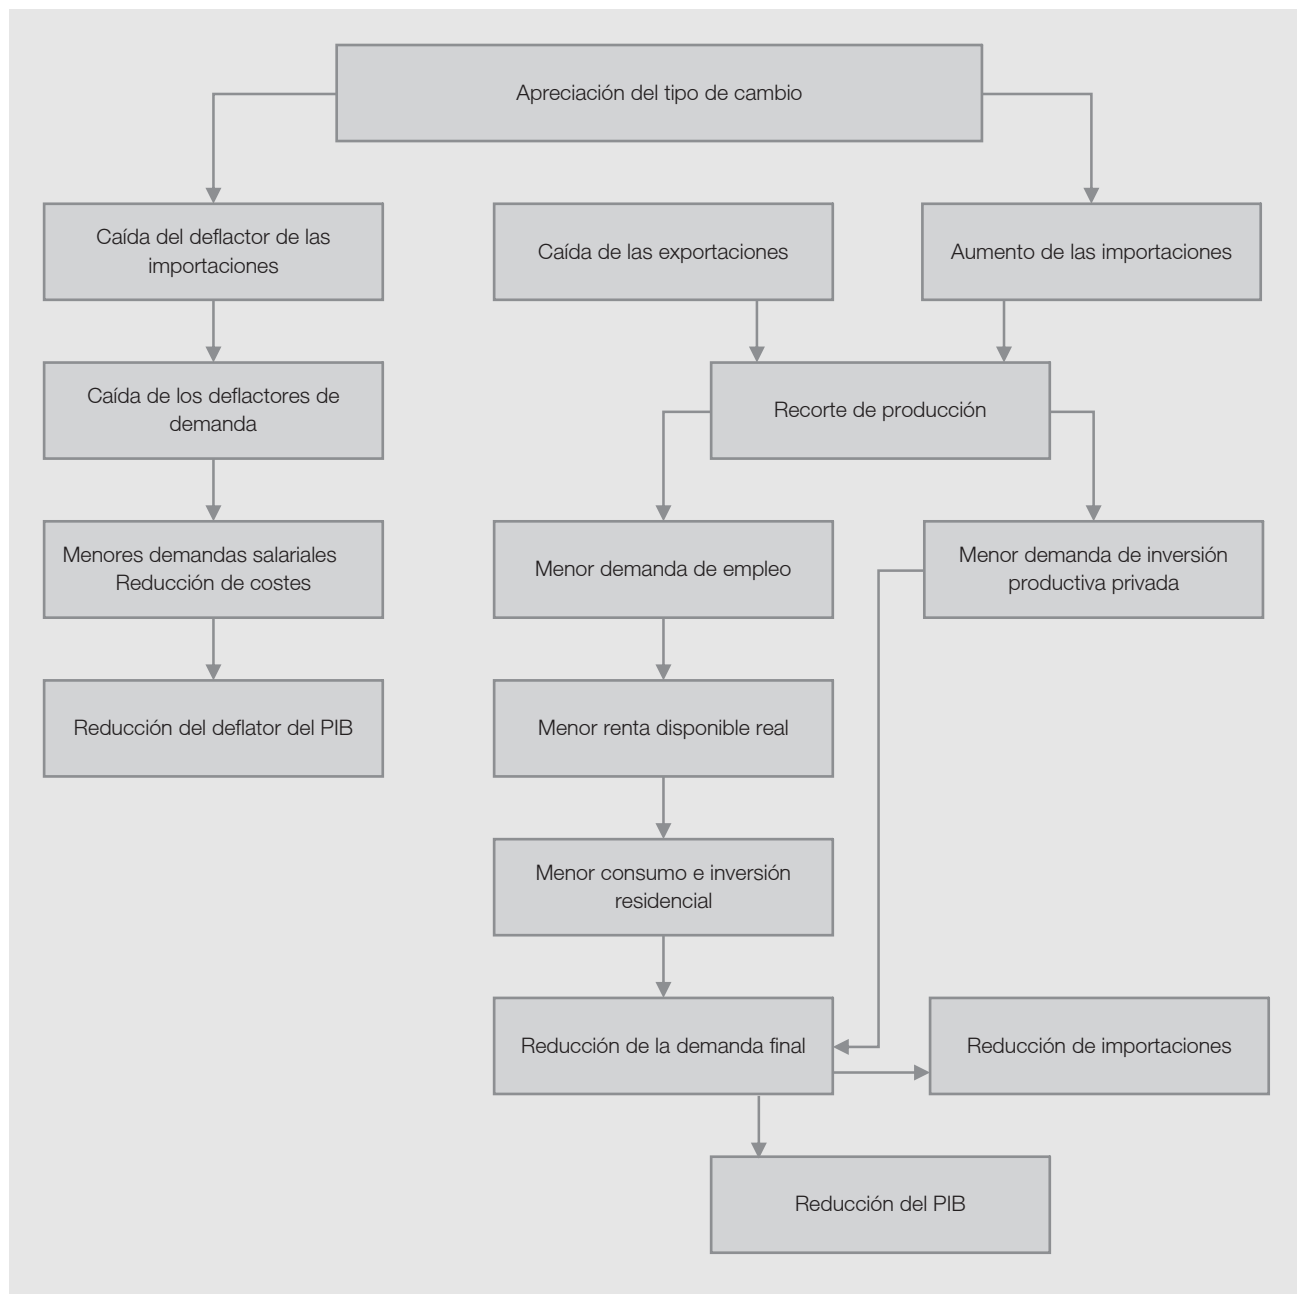 Apreciación del tipo de cambio
Caída del deflactor de las
importaciones
Caída de las exportaciones
Aumento de las importaciones
Caída de los deflactores de
demanda
Recorte de producción
Menores demandas salariales
Reducción de costes
Menor demanda de empleo
Menor demanda de inversión
productiva privada
Reducción del deflator del PIB
Menor renta disponible real
Menor consumo e inversión
residencial
Reducción de la demanda final
Reducción de importaciones
Reducción del PIB